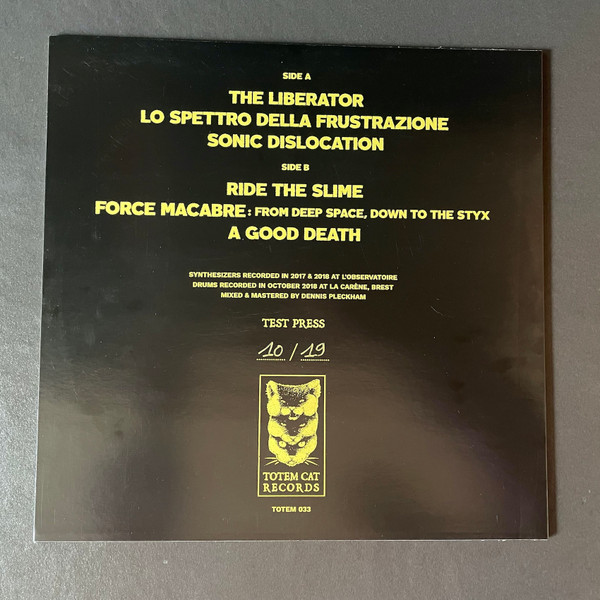 SIDE A
THE LIBERATOR
LO SPETTRO DELLA FRUSTRAZIONE
SONIC DISLOCATION
SIDE B
RIDE THE SLIME
FORCE MACABRE: FROM DEEP SPACE, DOWN TO THE STYX
A GOOD DEATH
SYNTHESIZERS RECORDED IN 2017 & 2018 AT L'OBSERVATOIRE
DRUMS RECORDED IN OCTOBER 2018 AT LA CARÈNE, BREST
MIXED & MASTERED BY DENNIS PLECKHAM
TEST PRESS
10 / 19
TOTEM CAT
RECORDS
TOTEM 033